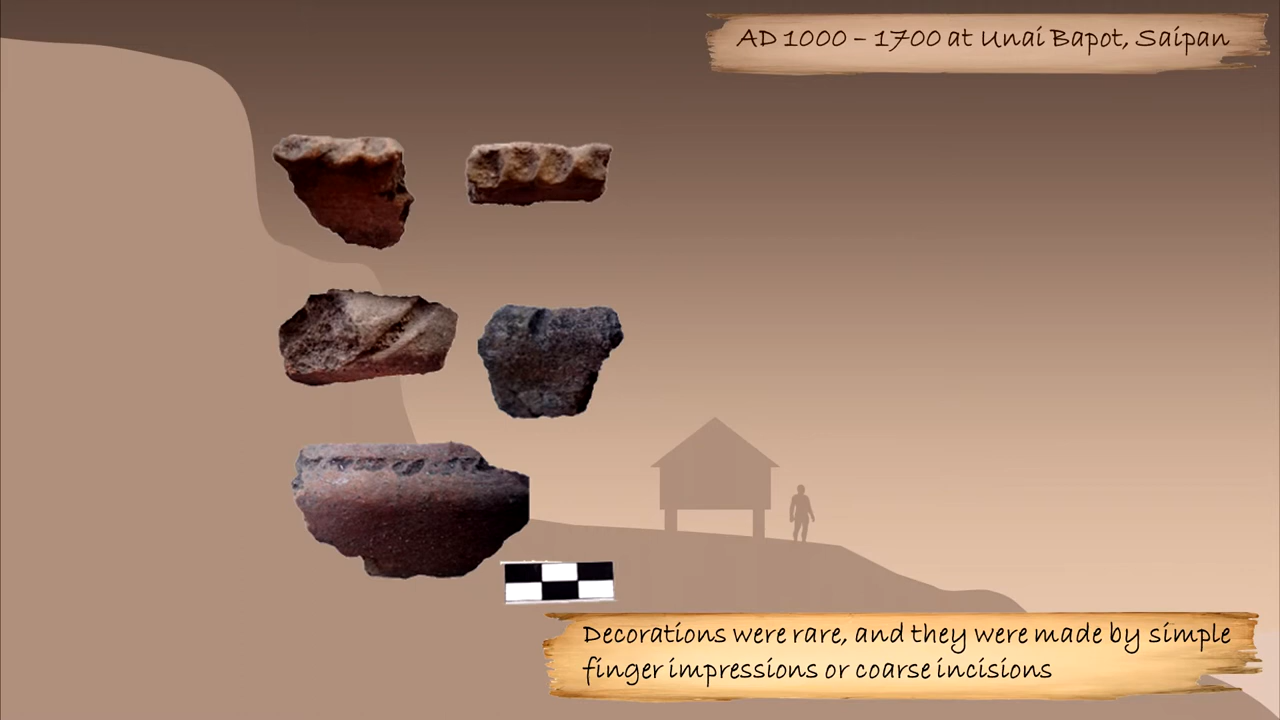 AD 1000 – 1700 at Unai Bapot, Saipan
Decorations were rare, and they were made by simple
finger impressions or coarse incisions